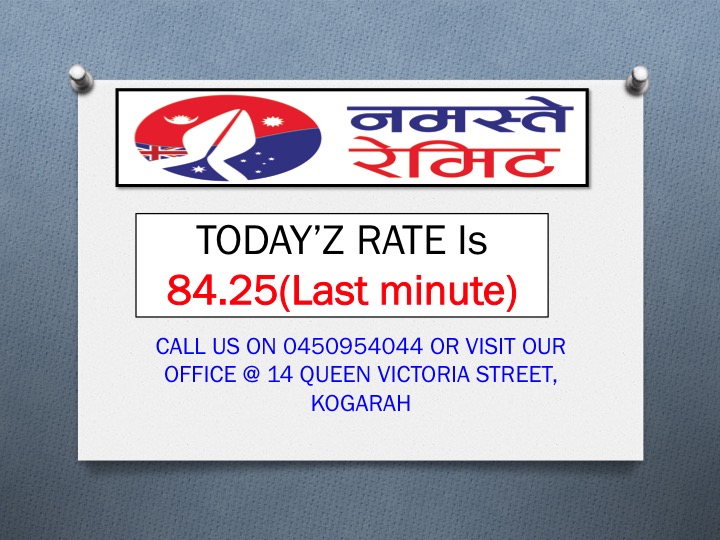 नमस्ते
रेमिट
TODAY’Z RATE Is
84.25(Last minute)
CALL US ON 0450954044 OR VISIT OUR
OFFICE @ 14 QUEEN VICTORIA STREET,
KOGARAH